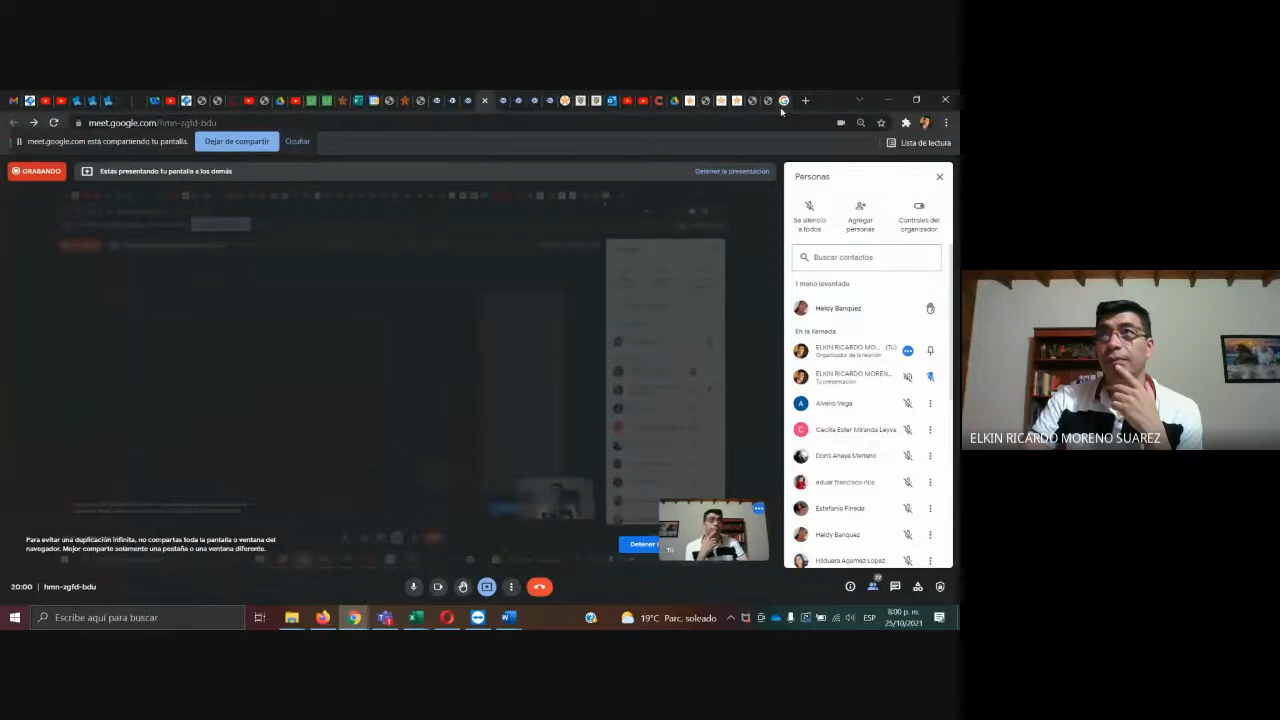 meet.google.com/hmn-zgfd-bdu
meet.google.com está compartiendo tu pantalla.
Dejar de compartir
Ocultar
Lista de lectura
GRABANDO
Estás presentando tu pantalla a los demás
Detener la presentación
Personas
Se silenció a todos
Agregar personas
Controles del organizador
Buscar contactos
1 mano levantada
Heidy Banquez
En la llamada
ELKIN RICARDO MO... (Tú)
Organizador de la reunión
ELKIN RICARDO MOREN...
Tu presentación
A
Alveiro Vega
C
Cecilia Ester Miranda Leyva
Doris Anaya Meriano
eduar francisco rios
Estefania Pineda
Heidy Banquez
Hilduara Agamez Lopez
Para evitar una duplicación infinita, no compartas toda la pantalla o ventana del
navegador. Mejor comparte solamente una pestaña o una ventana diferente.
Tú
20:00 | hmn-zgfd-bdu
Escribe aquí para buscar
19°C Parc. soleado
ESP
8:00 p. m.
25/10/2021
ELKIN RICARDO MORENO SUAREZ